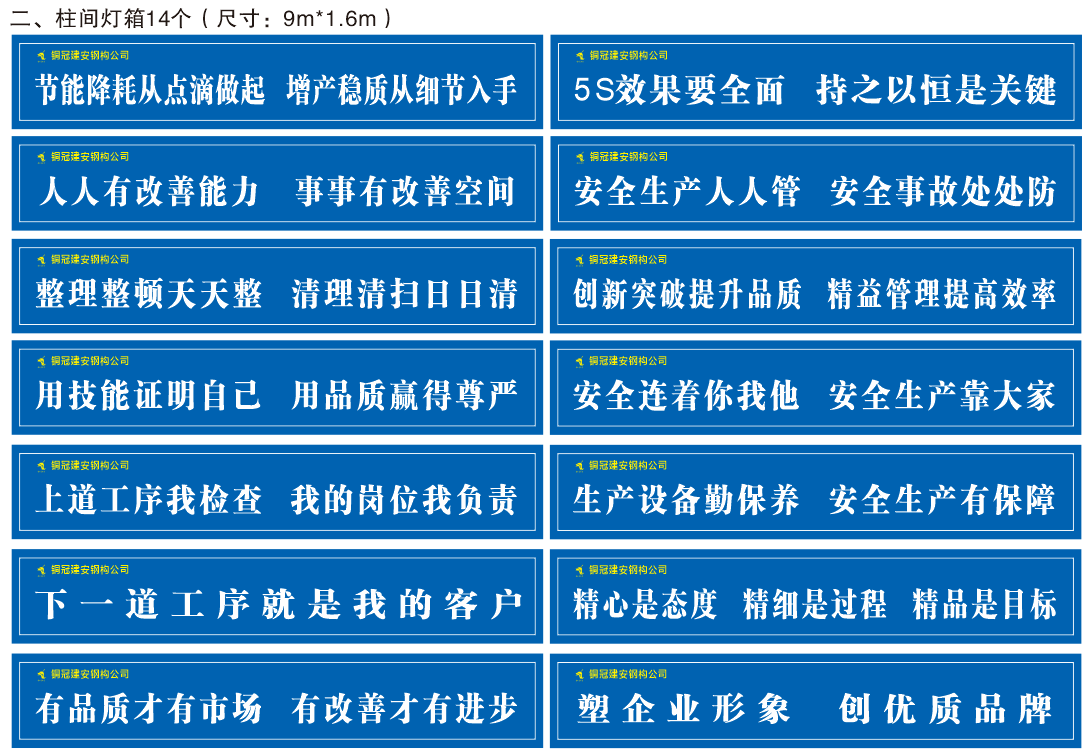 二、柱间灯箱14个（尺寸：9m*1.6m）
铜冠建安钢构公司
节能降耗从点滴做起 增产稳质从细节入手
铜冠建安钢构公司
5S效果要全面 持之以恒是关键
铜冠建安钢构公司
人人有改善能力 事事有改善空间
铜冠建安钢构公司
安全生产人人管 安全事故处处防
铜冠建安钢构公司
整理整顿天天整 清理清扫日日清
铜冠建安钢构公司
创新突破提升品质 精益管理提高效率
铜冠建安钢构公司
用技能证明自己 用品质赢得尊严
铜冠建安钢构公司
安全连着你我他 安全生产靠大家
铜冠建安钢构公司
上道工序我检查 我的岗位我负责
铜冠建安钢构公司
生产设备勤保养 安全生产有保障
铜冠建安钢构公司
下一道工序就是我的客户
铜冠建安钢构公司
精心是态度 精细是过程 精品是目标
铜冠建安钢构公司
有品质才有市场 有改善才有进步
铜冠建安钢构公司
塑企业形象 创优质品牌